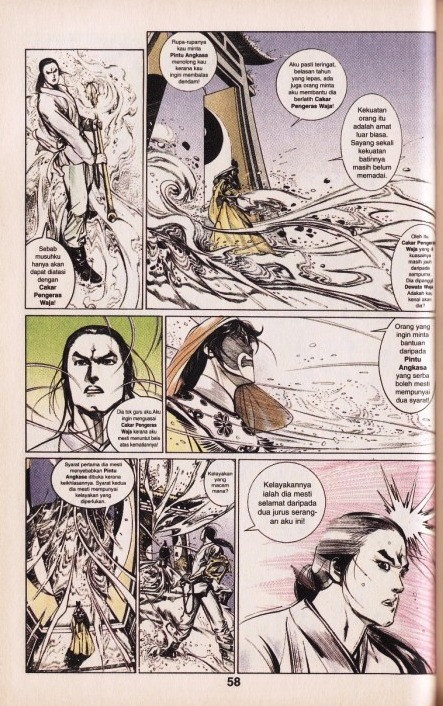 Rupa-rupanya
kau minta
Pintu Angkasa
menolong kau
kerana kau
ingin membalas
dendam!
Aku pasti teringat,
belasan tahun
yang lepas, ada
juga orang minta
aku membantu dia
berlatih Cakar
Pengeras Waja!
Kekuatan
orang itu
adalah amat
luar biasa.
Sayang sekali
kekuatan
batinnya
masih belum
memadai.
Sebab
musuhku
hanya akan
dapat diatasi
dengan
Cakar
Pengeras
Waja!
Oleh itu
Cakar Pengeras
Waja yang di
kuasainya
masih jauh
daripada
sempurna.
Dia dipanggil
Dewata Waja
Adakah kau
kenal akan
dia?
Dia tok guru aku. Aku
ingin menguasai
Cakar Pengeras
Waja kerana aku
mesti menuntut bela
atas kematiannya!
Orang yang
ingin minta
bantuan
daripada
Pintu
Angkasa
yang serba
boleh mesti
mempunyai
dua syarat!
Syarat pertama dia mesti
menyebabkan Pintu
Angkasa dibuka kerana
keikhlasannya. Syarat kedua
dia mesti mempunyai
kelayakan yang
diperlukan.
Kelayakan
yang
macam
mana?
Kelayakannya
ialah dia mesti
selamat daripada
dua jurus serang-
an aku ini!
58